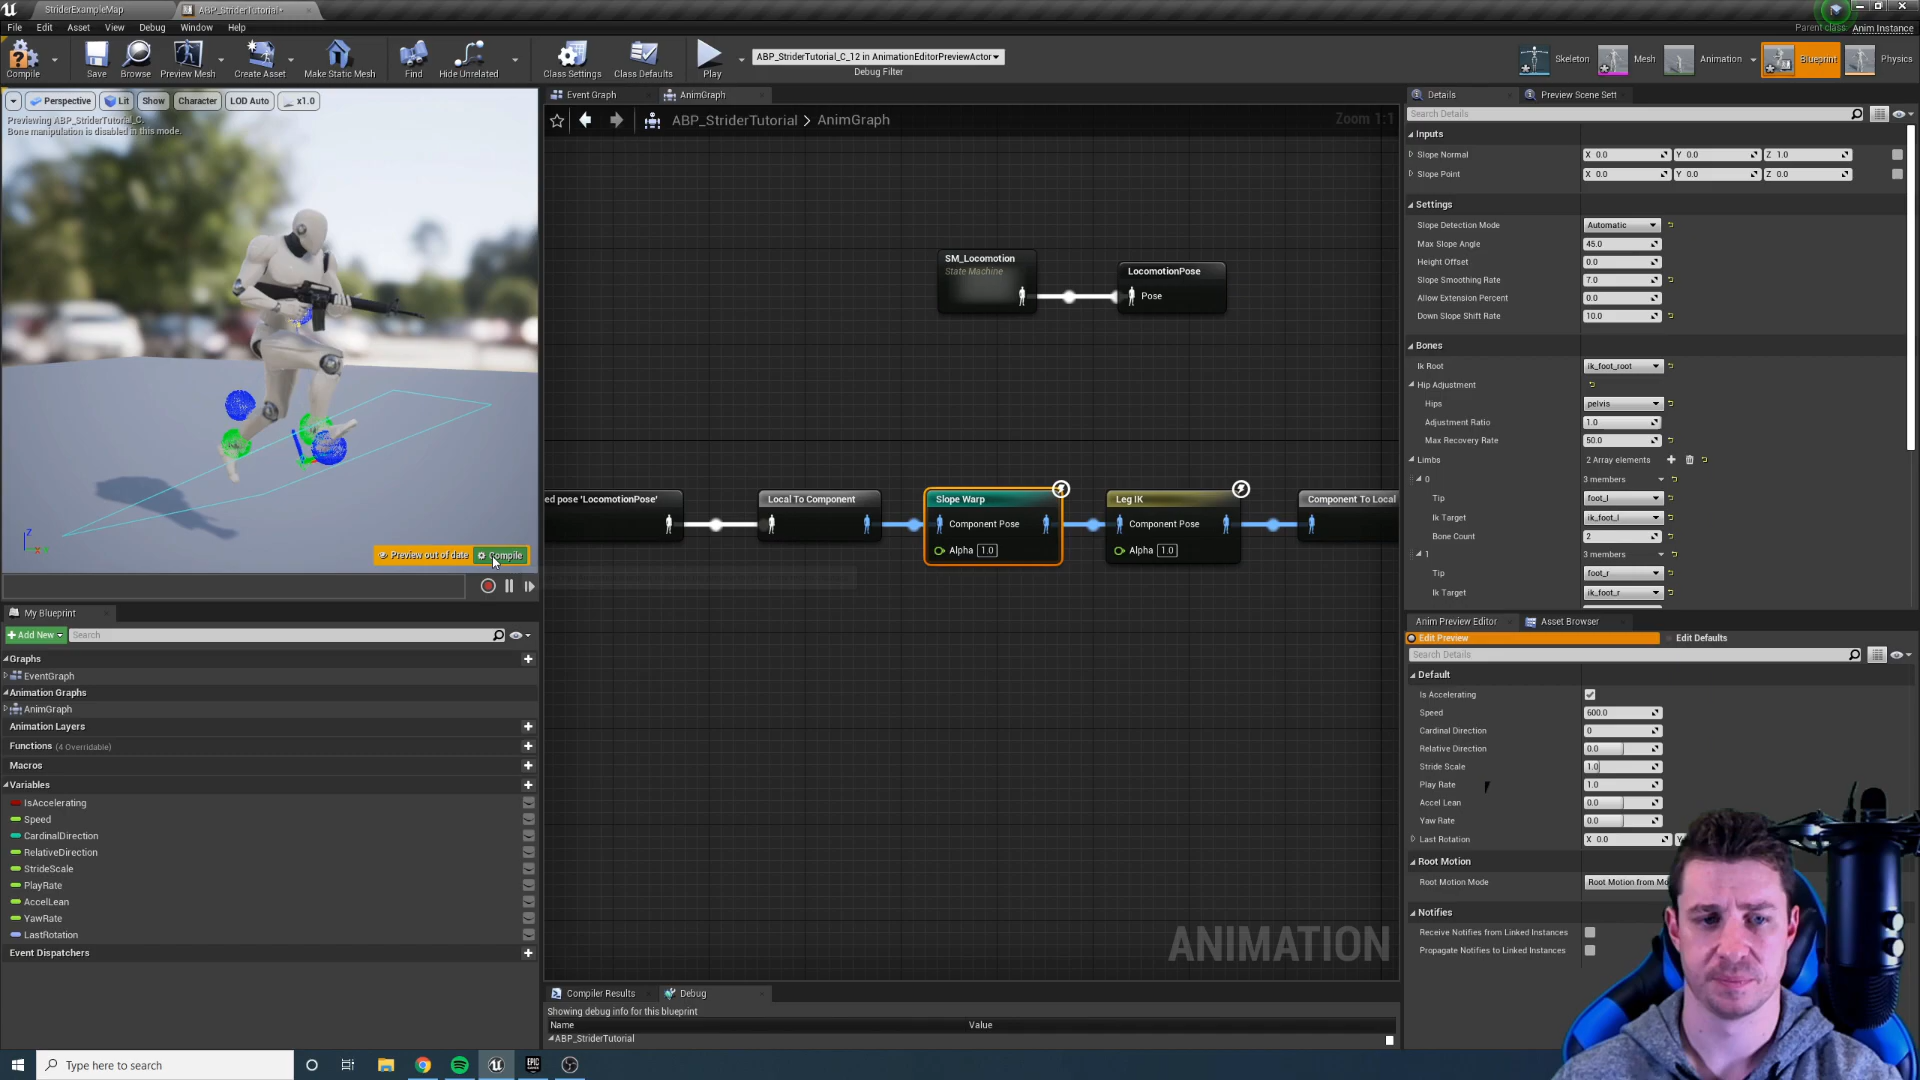 StriderExampleMap
ABP_StriderTutorial*
File Edit Asset View Debug Window Help
Parent class: Anim Instance
Compile
Save
Browse
Preview Mesh
Create Asset
Make Static Mesh
Find
Hide Unrelated
Class Settings
Class Defaults
Play
ABP_StriderTutorial_C_12 in AnimationEditorPreviewActor
Debug Filter
Skeleton
Mesh
Animation
Blueprint
Physics
Perspective Lit Show Character LOD Auto x1.0
Previewing ABP_StriderTutorial_C.
Bone manipulation is disabled in this mode.
Z
Preview out of date
Compile
Event Graph
AnimGraph
ABP_StriderTutorial > AnimGraph
Zoom 1:1
SM_Locomotion
State Machine
LocomotionPose
Pose
ed pose 'LocomotionPose'
Local To Component
Slope Warp
Component Pose
Alpha 1.0
Leg IK
Component Pose
Alpha 1.0
Component To Local
ANIMATION
My Blueprint
Add New
Search
Graphs
EventGraph
Animation Graphs
AnimGraph
Animation Layers
Functions (4 Overridable)
Macros
Variables
IsAccelerating
Speed
CardinalDirection
RelativeDirection
StrideScale
PlayRate
AccelLean
YawRate
LastRotation
Event Dispatchers
Compiler Results
Debug
Showing debug info for this blueprint
Name Value
ABP_StriderTutorial
Details
Preview Scene Sett
Search Details
Inputs
Slope Normal X 0.0 Y 0.0 Z 1.0
Slope Point X 0.0 Y 0.0 Z 0.0
Settings
Slope Detection Mode Automatic
Max Slope Angle 45.0
Height Offset 0.0
Slope Smoothing Rate 7.0
Allow Extension Percent 0.0
Down Slope Shift Rate 10.0
Bones
Ik Root ik_foot_root
Hip Adjustment
Hips pelvis
Adjustment Ratio 1.0
Max Recovery Rate 50.0
Limbs 2 Array elements
0 3 members
Tip foot_l
Ik Target ik_foot_l
Bone Count 2
1 3 members
Tip foot_r
Ik Target ik_foot_r
Anim Preview Editor
Asset Browser
Edit Preview
Edit Defaults
Search Details
Default
Is Accelerating
Speed 600.0
Cardinal Direction 0
Relative Direction 0.0
Stride Scale 1.0
Play Rate 1.0
Accel Lean 0.0
Yaw Rate 0.0
Last Rotation X 0.0
Root Motion
Root Motion Mode Root Motion from Mo
Notifies
Receive Notifies from Linked Instances
Propagate Notifies to Linked Instances
Type here to search